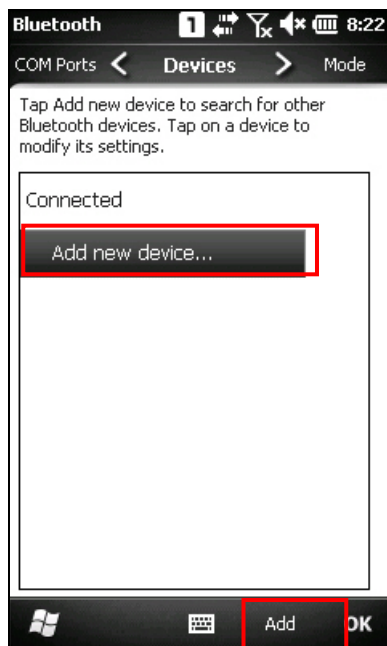 Bluetooth 1 8:22
COM Ports < Devices > Mode
Tap Add new device to search for other
Bluetooth devices. Tap on a device to
modify its settings.
Connected
Add new device...
Add OK